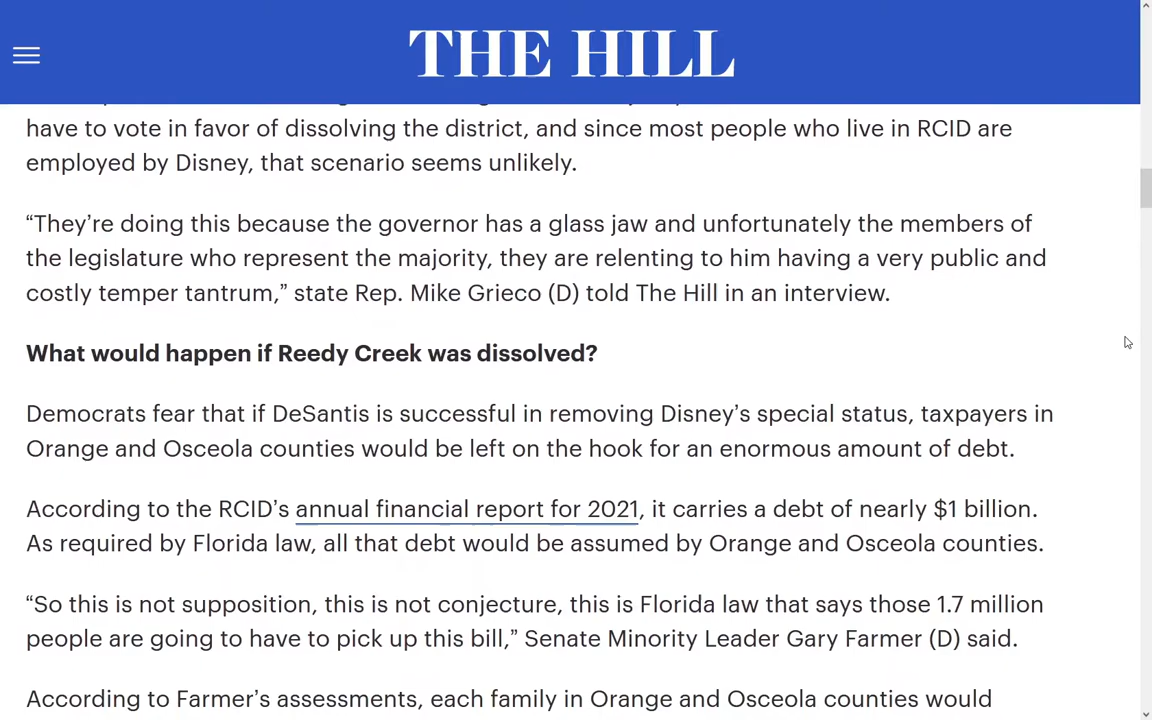 THE HILL
have to vote in favor of dissolving the district, and since most people who live in RCID are
employed by Disney, that scenario seems unlikely.
“They’re doing this because the governor has a glass jaw and unfortunately the members of
the legislature who represent the majority, they are relenting to him having a very public and
costly temper tantrum,” state Rep. Mike Grieco (D) told The Hill in an interview.
What would happen if Reedy Creek was dissolved?
Democrats fear that if DeSantis is successful in removing Disney’s special status, taxpayers in
Orange and Osceola counties would be left on the hook for an enormous amount of debt.
According to the RCID’s annual financial report for 2021, it carries a debt of nearly $1 billion.
As required by Florida law, all that debt would be assumed by Orange and Osceola counties.
“So this is not supposition, this is not conjecture, this is Florida law that says those 1.7 million
people are going to have to pick up this bill,” Senate Minority Leader Gary Farmer (D) said.
According to Farmer’s assessments, each family in Orange and Osceola counties would